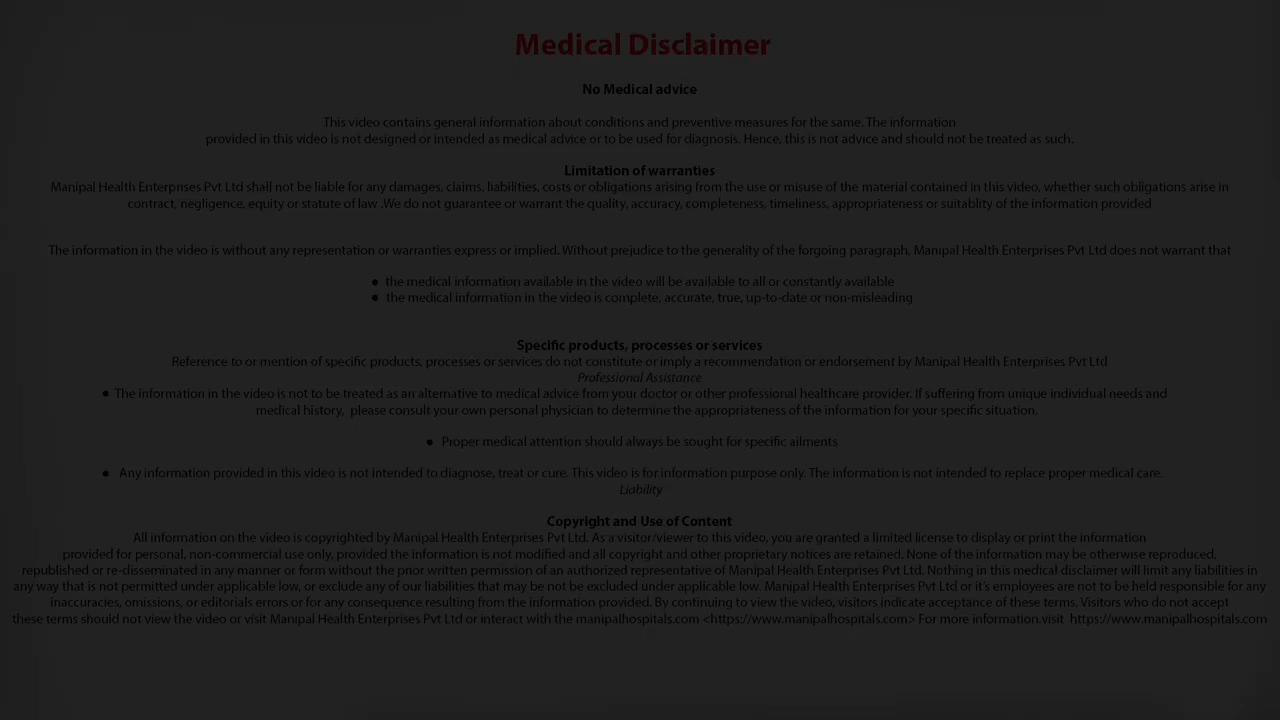 Medical Disclaimer
No Medical advice
This video contains general information about conditions and preventive measures for the same. The information
provided in this video is not designed or intended as medical advice or to be used for diagnosis. Hence, this is not advice and should not be treated as such.
Limitation of warranties
Manipal Health Enterprises Pvt Ltd shall not be liable for any damages, claims, liabilities, costs or obligations arising from the use or misuse of the material contained in this video, whether such obligations arise in
contract, negligence, equity or statute of law .We do not guarantee or warrant the quality, accuracy, completeness, timeliness, appropriateness or suitablity of the information provided
The information in the video is without any representation or warranties express or implied. Without prejudice to the generality of the forgoing paragraph, Manipal Health Enterprises Pvt Ltd does not warrant that
● the medical information available in the video will be available to all or constantly available
● the medical information in the video is complete, accurate, true, up-to-date or non-misleading
Specific products, processes or services
Reference to or mention of specific products, processes or services do not constitute or imply a recommendation or endorsement by Manipal Health Enterprises Pvt Ltd
Professional Assistance
● The information in the video is not to be treated as an alternative to medical advice from your doctor or other professional healthcare provider. If suffering from unique individual needs and
medical history, please consult your own personal physician to determine the appropriateness of the information for your specific situation.
● Proper medical attention should always be sought for specific ailments
● Any information provided in this video is not intended to diagnose, treat or cure. This video is for information purpose only. The information is not intended to replace proper medical care.
Liability
Copyright and Use of Content
All information on the video is copyrighted by Manipal Health Enterprises Pvt Ltd. As a visitor/viewer to this video, you are granted a limited license to display or print the information
provided for personal, non-commercial use only, provided the information is not modified and all copyright and other proprietary notices are retained. None of the information may be otherwise reproduced,
republished or re-disseminated in any manner or form without the prior written permission of an authorized representative of Manipal Health Enterprises Pvt Ltd. Nothing in this medical disclaimer will limit any liabilities in
any way that is not permitted under applicable low, or exclude any of our liabilities that may be not be excluded under applicable low. Manipal Health Enterprises Pvt Ltd or it's employees are not to be held responsible for any
inaccuracies, omissions, or editorials errors or for any consequence resulting from the information provided. By continuing to view the video, visitors indicate acceptance of these terms. Visitors who do not accept
these terms should not view the video or visit Manipal Health Enterprises Pvt Ltd or interact with the manipalhospitals.com <https://www.manipalhospitals.com> For more information.visit https://www.manipalhospitals.com